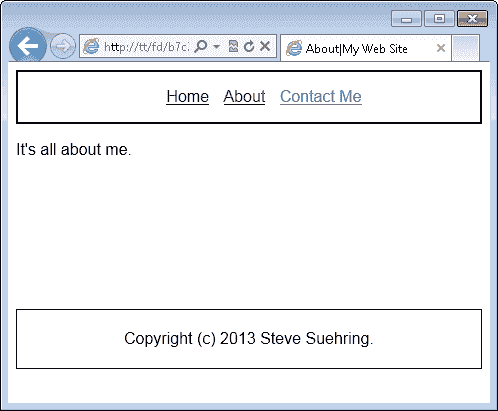 http://tt/fd/b7c
About|My Web Site
Home About Contact Me
It's all about me.
Copyright (c) 2013 Steve Suehring.